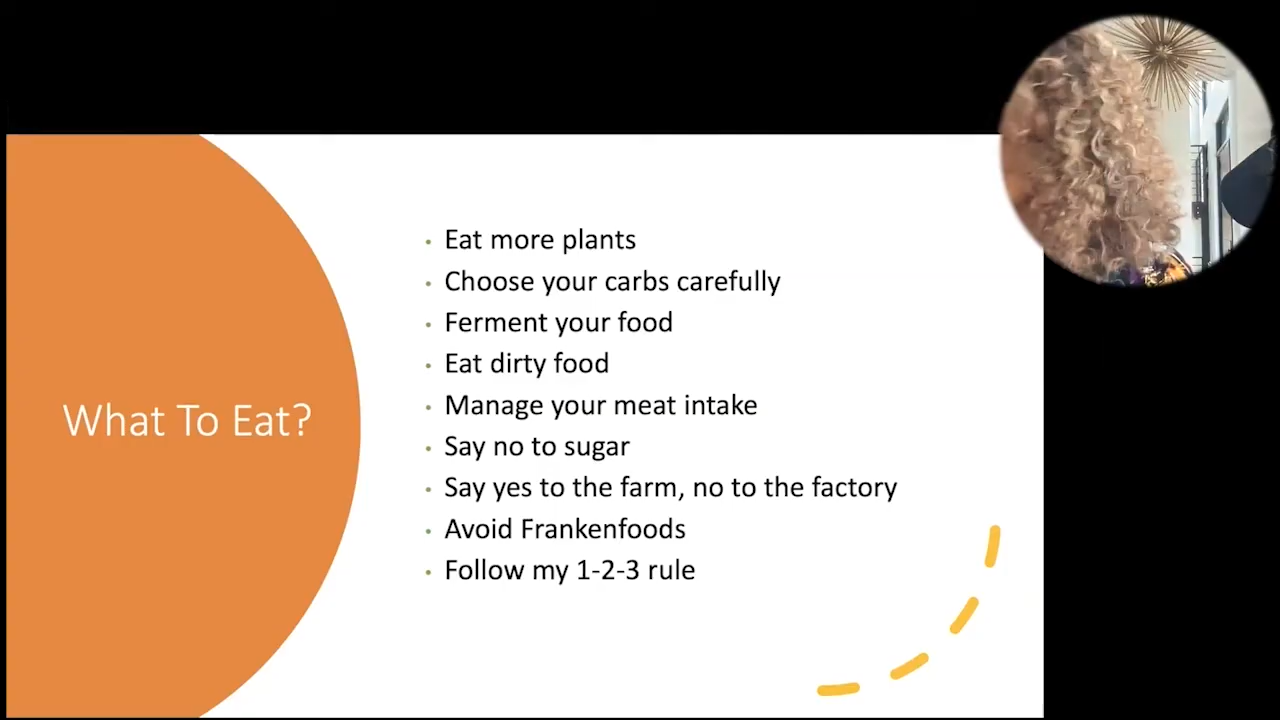 What To Eat?
Eat more plants
Choose your carbs carefully
Ferment your food
Eat dirty food
Manage your meat intake
Say no to sugar
Say yes to the farm, no to the factory
Avoid Frankenfoods
Follow my 1-2-3 rule